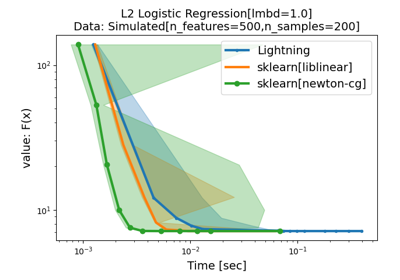 L2 Logistic Regression[lmbd=1.0]
Data: Simulated[n_features=500,n_samples=200]
Lightning
sklearn[liblinear]
sklearn[newton-cg]
value: F(x)
10²
10¹
10⁻³
10⁻²
10⁻¹
Time [sec]